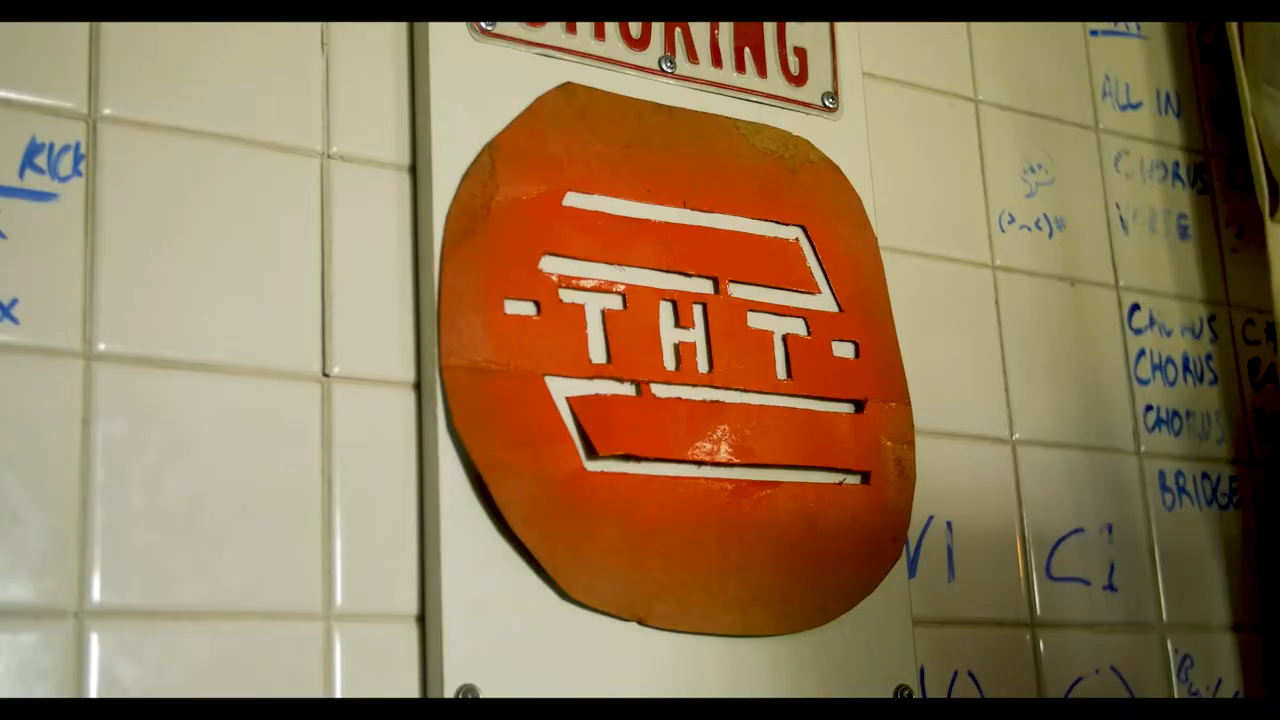 SMOKING
THT
KICK
X
ALL IN
CHORUS
CHORUS
CHORUS
CHORUS
BRIDGE
V1 C1